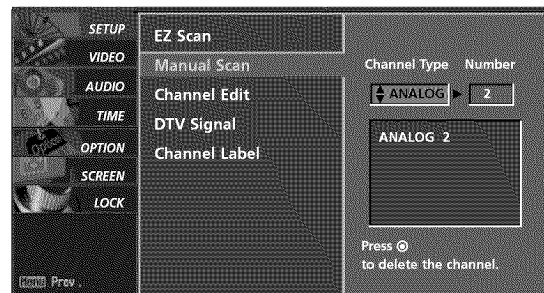 SETUP
VIDEO
AUDIO
TIME
OPTION
SCREEN
LOCK
Menu Prev.
EZ Scan
Manual Scan
Channel Edit
DTV Signal
Channel Label
Channel Type Number
ANALOG 2
ANALOG 2
Press
to delete the channel.